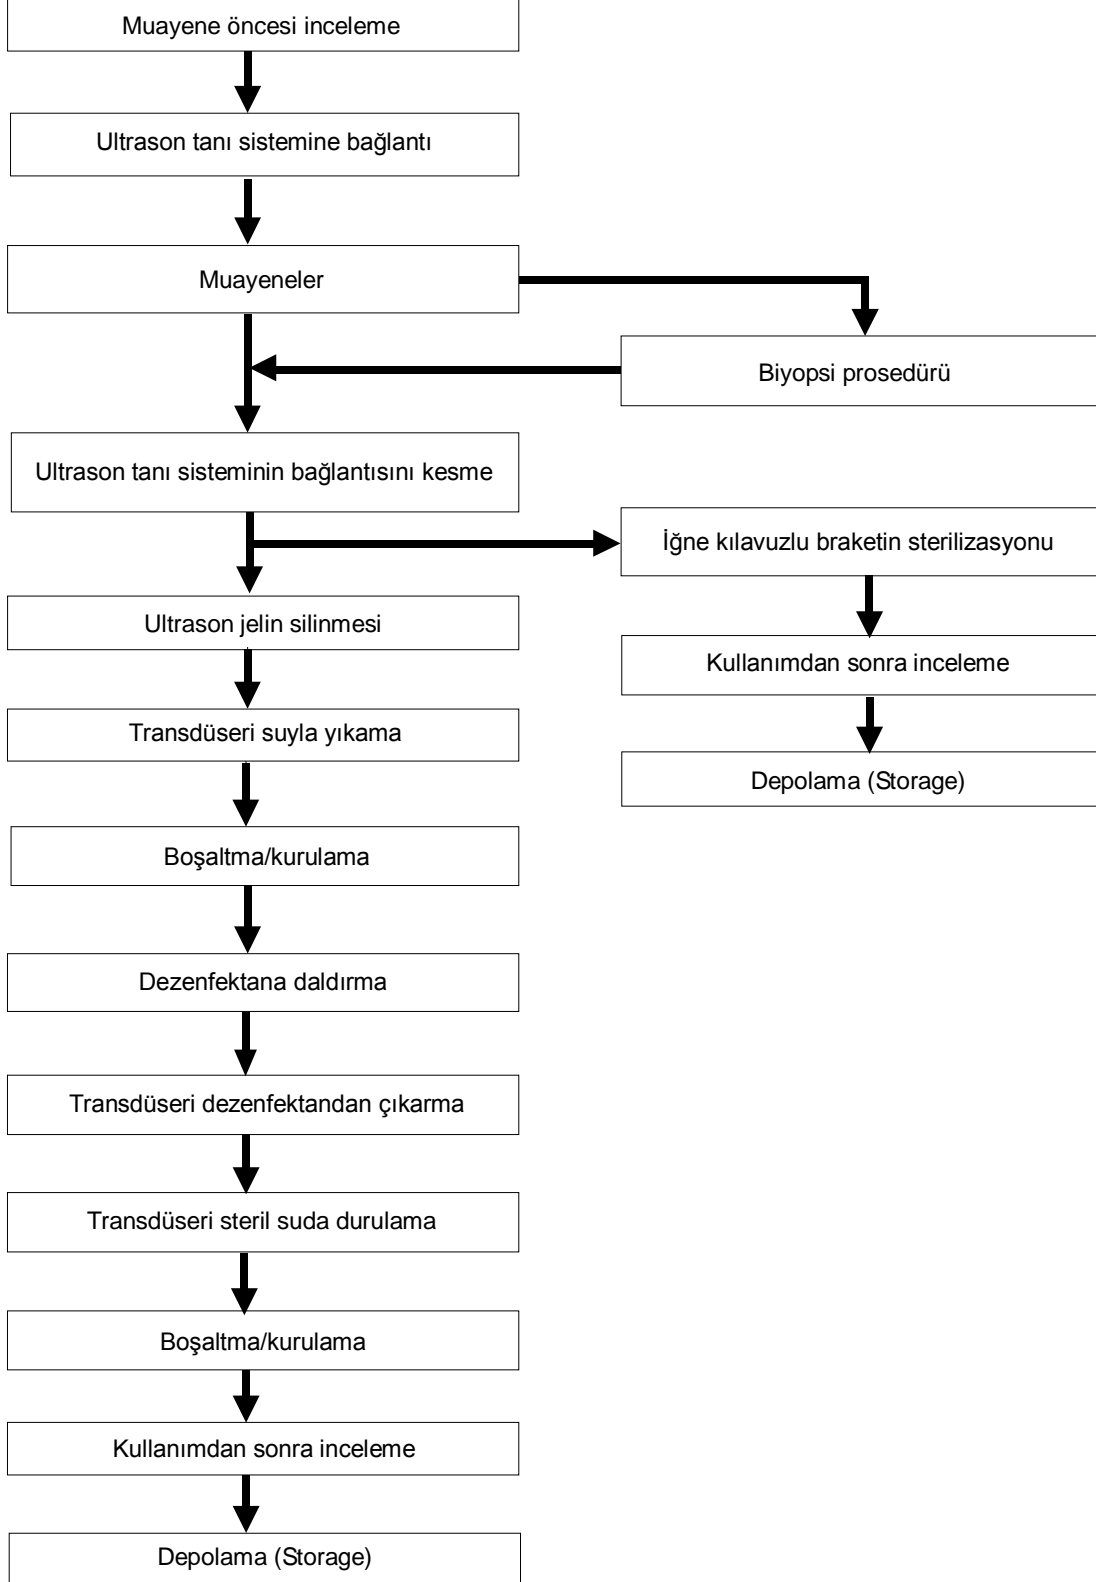 Muayene öncesi inceleme
Ultrason tanı sistemine bağlantı
Muayeneler
Biyopsi prosedürü
Ultrason tanı sisteminin bağlantısını kesme
İğne kılavuzlu braketin sterilizasyonu
Ultrason jelin silinmesi
Kullanımdan sonra inceleme
Transdüseri suyla yıkama
Depolama (Storage)
Boşaltma/kurulama
Dezenfektana daldırma
Transdüseri dezenfektandan çıkarma
Transdüseri steril suda durulama
Boşaltma/kurulama
Kullanımdan sonra inceleme
Depolama (Storage)